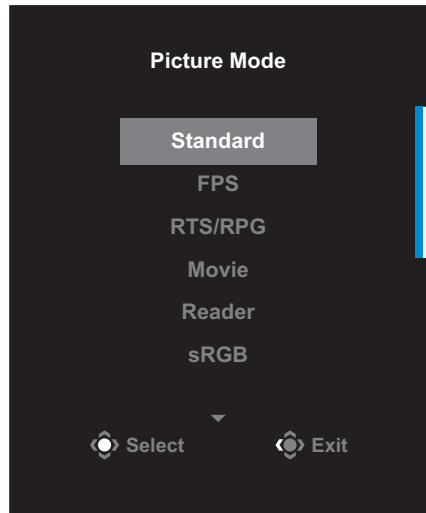 Picture Mode
Standard
FPS
RTS/RPG
Movie
Reader
sRGB
Select Exit